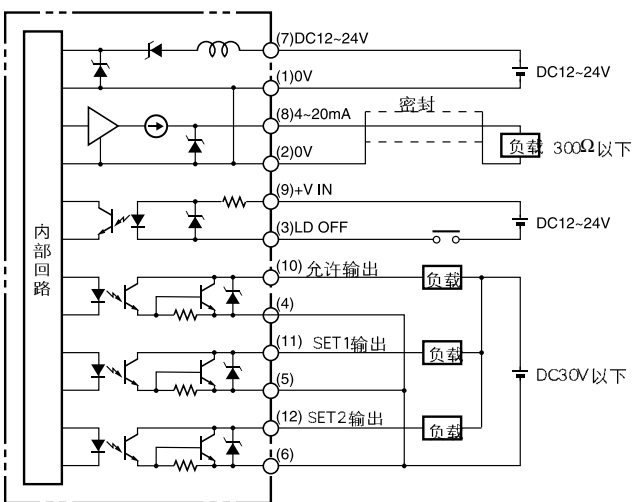 (7)DC12~24V
DC12~24V
(1)0V
(8)4~20mA
密封
负载 300Ω以下
(2)0V
(9)+V IN
DC12~24V
(3)LD OFF
内部回路
(10)允许输出
负载
(4)
(11) SET1输出
负载
(5)
DC30V以下
(12) SET2输出
负载
(6)